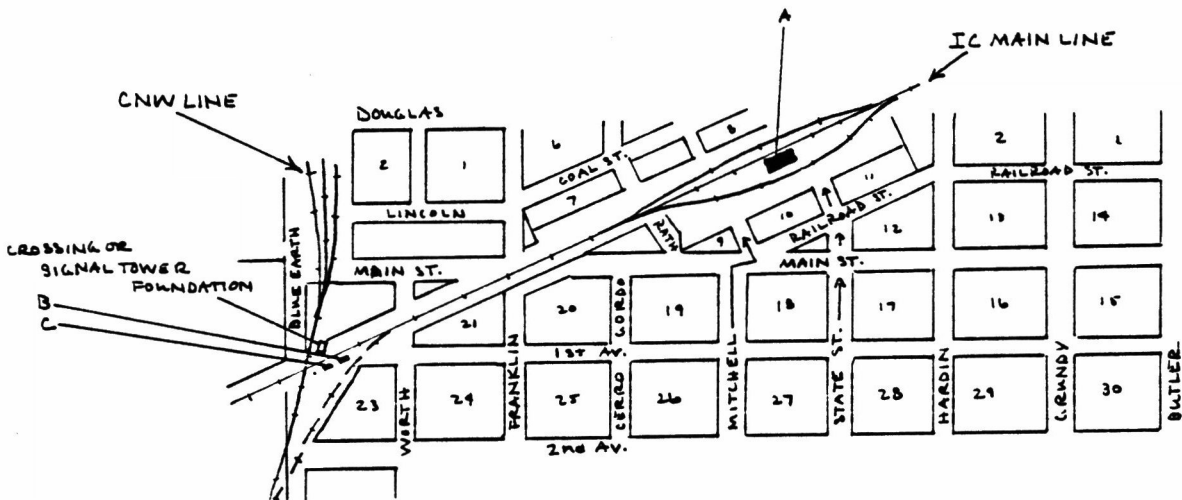 A
IC MAIN LINE
CNW LINE
DOUGLAS
2
1
6
COAL ST.
8
2
1
RAILROAD ST.
7
11
LINCOLN
RATH
10
RAILROAD ST.
9
12
13
14
CROSSING OR
SIGNAL TOWER
FOUNDATION
BLUE EARTH
MAIN ST.
MAIN ST.
B
C
21
20
CERRO GORDO
19
18
STATE ST.
17
16
15
1ST AV.
23
WORTH
24
FRANKLIN
25
26
MITCHELL
27
28
HARDIN
29
GRUNDY
30
BUTLER
2nd AV.